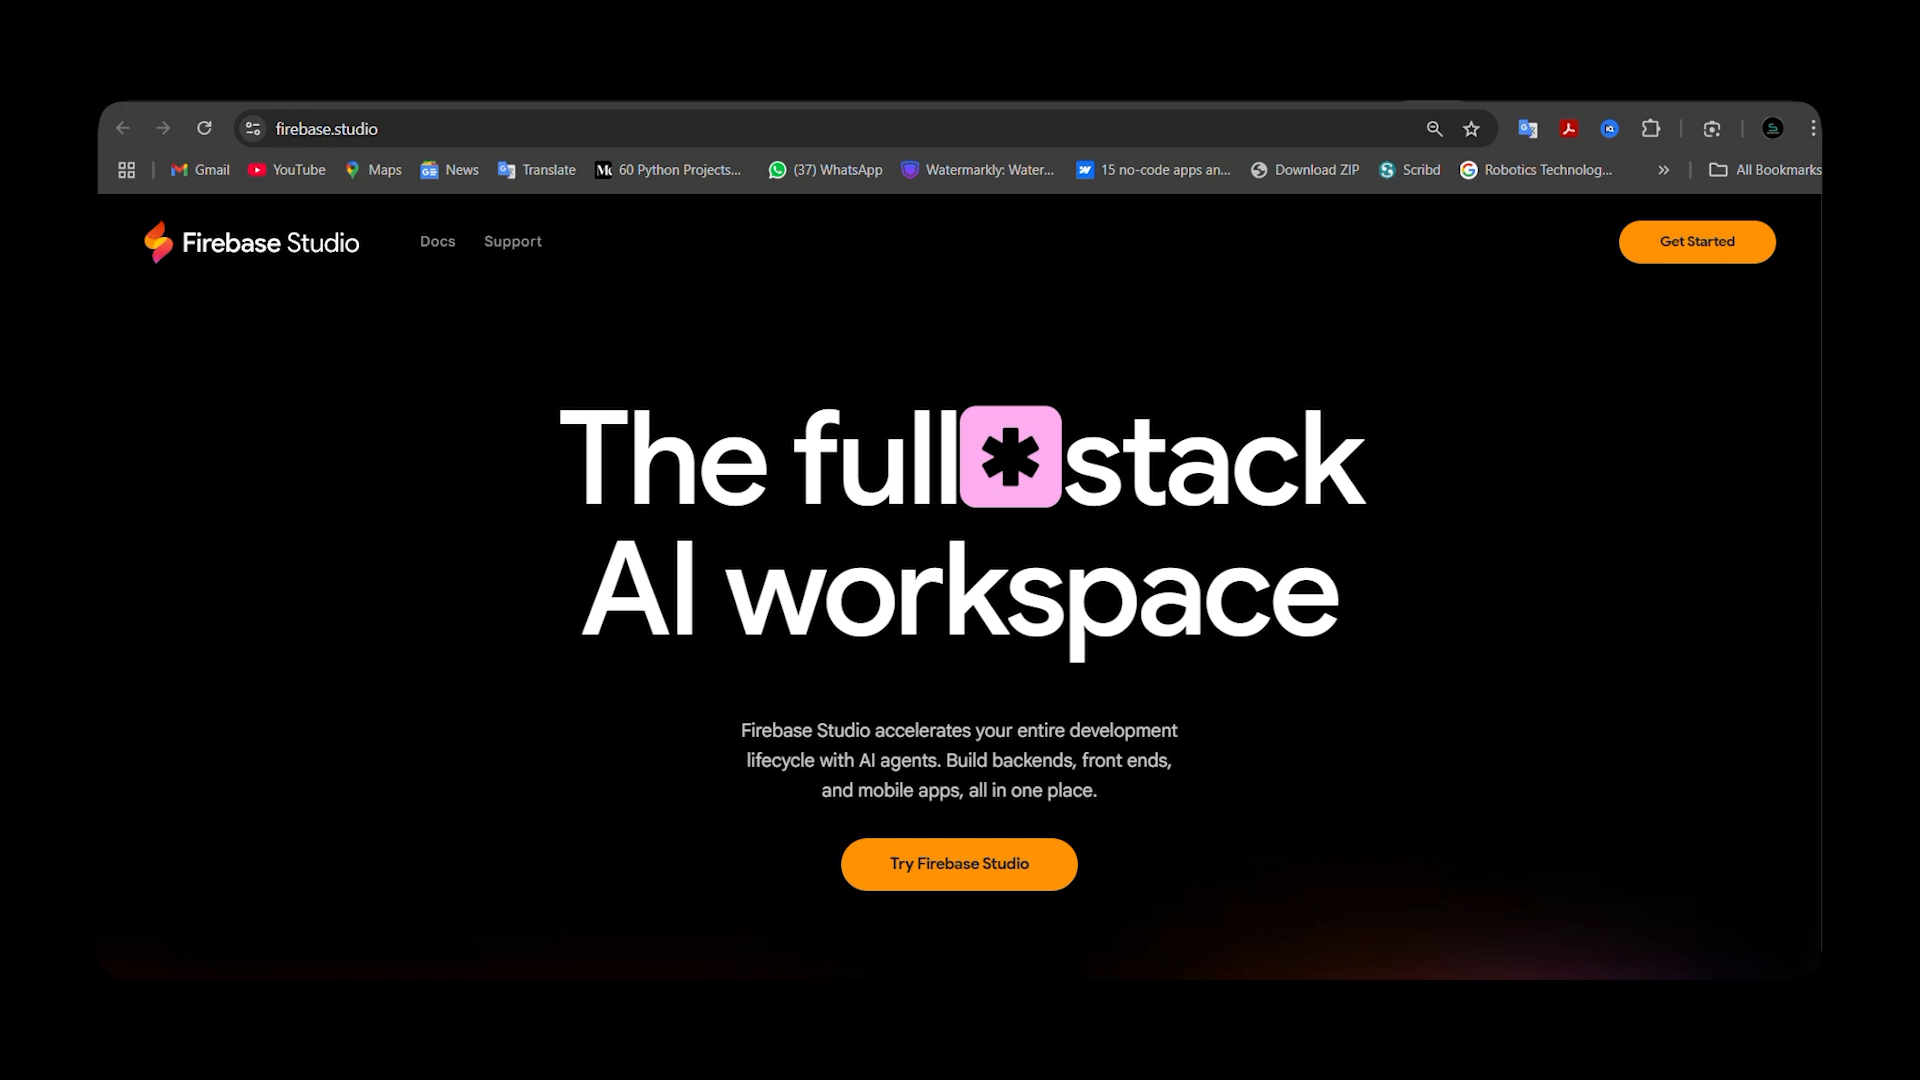 firebase.studio
Gmail YouTube Maps News Translate 60 Python Projects... (37) WhatsApp Watermarkly: Water... 15 no-code apps an... Download ZIP Scribd Robotics Technolog... » All Bookmarks
Firebase Studio Docs Support Get Started
The full*stack
AI workspace
Firebase Studio accelerates your entire development
lifecycle with AI agents. Build backends, front ends,
and mobile apps, all in one place.
Try Firebase Studio